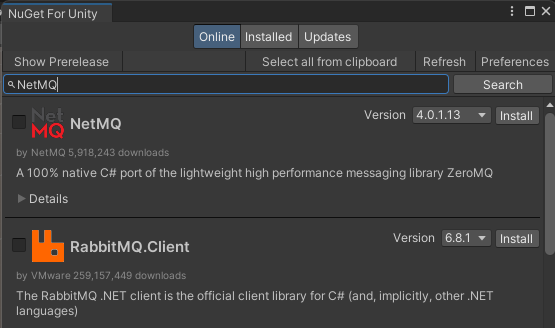 NuGet For Unity
Online Installed Updates
Show Prerelease Select all from clipboard Refresh Preferences
NetMQ Search
Net MQ NetMQ Version 4.0.1.13 Install
by NetMQ 5,918,243 downloads
A 100% native C# port of the lightweight high performance messaging library ZeroMQ
Details
RabbitMQ.Client Version 6.8.1 Install
by VMware 259,157,449 downloads
The RabbitMQ .NET client is the official client library for C# (and, implicitly, other .NET
languages)